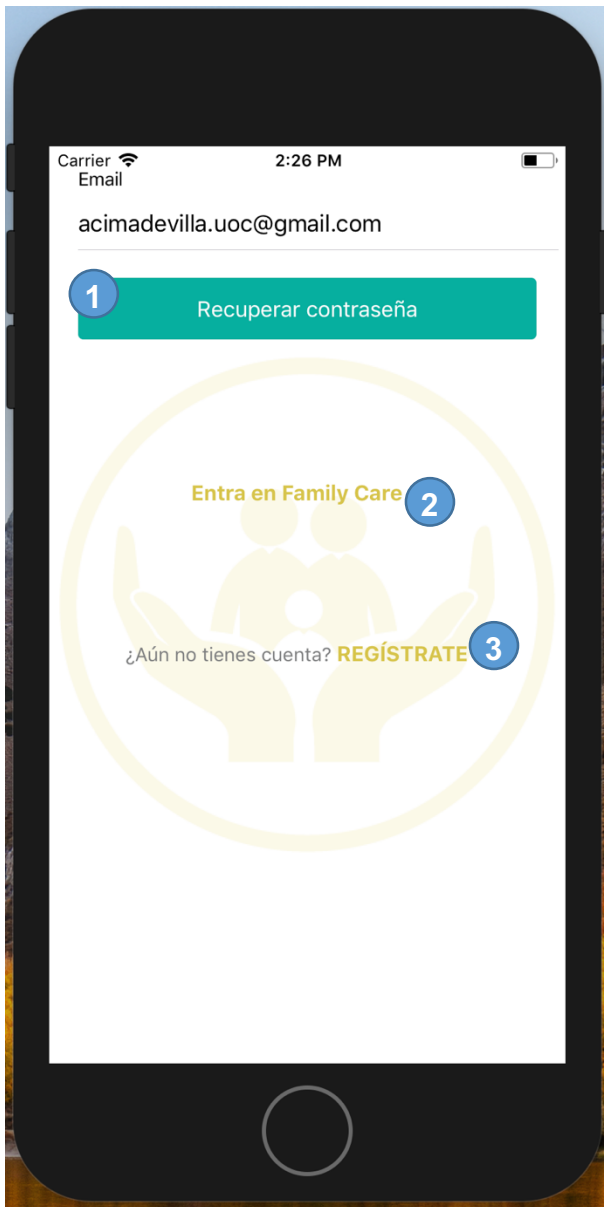 Carrier 2:26 PM
Email
acimadevilla.uoc@gmail.com
1 Recuperar contraseña
Entra en Family Care 2
¿Aún no tienes cuenta? REGÍSTRATE 3